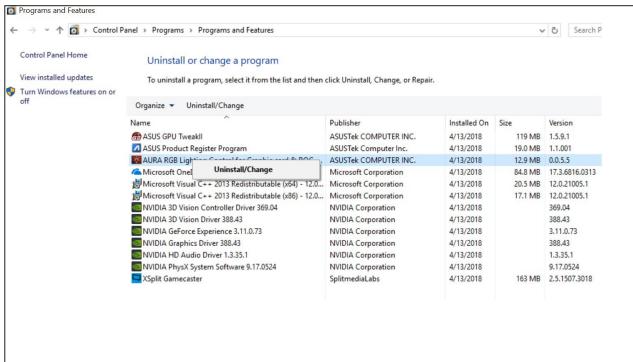 Programs and Features
Control Panel > Programs > Programs and Features
Search P
Control Panel Home
View installed updates
Turn Windows features on or
off
Uninstall or change a program
To uninstall a program, select it from the list and then click Uninstall, Change, or Repair.
Organize Uninstall/Change
Name Publisher Installed On Size Version
ASUS GPU TweakII ASUSTek COMPUTER INC. 4/13/2018 119 MB 1.5.9.1
ASUS Product Register Program ASUSTek Computer Inc. 4/13/2018 19.0 MB 1.1.001
AURA RGB Lighting Control for Graphic card & ROG ... ASUSTek COMPUTER INC. 4/13/2018 12.9 MB 0.0.5.5
Uninstall/Change
Microsoft Microsoft Corporation 4/13/2018 84.8 MB 17.3.6816.0313
Microsoft Visual C++ 2013 Redistributable (x64) - 12.0... Microsoft Corporation 4/13/2018 20.5 MB 12.0.21005.1
Microsoft Visual C++ 2013 Redistributable (x86) - 12.0... Microsoft Corporation 4/13/2018 17.1 MB 12.0.21005.1
NVIDIA 3D Vision Controller Driver 369.04 NVIDIA Corporation 4/13/2018 369.04
NVIDIA 3D Vision Driver 388.43 NVIDIA Corporation 4/13/2018 388.43
NVIDIA GeForce Experience 3.11.0.73 NVIDIA Corporation 4/13/2018 3.11.0.73
NVIDIA Graphics Driver 388.43 NVIDIA Corporation 4/13/2018 388.43
NVIDIA HD Audio Driver 1.3.35.1 NVIDIA Corporation 4/13/2018 1.3.35.1
NVIDIA PhysX System Software 9.17.0524 NVIDIA Corporation 4/13/2018 9.17.0524
XSplit Gamecaster SplitmediaLabs 4/13/2018 163 MB 2.5.1507.3018